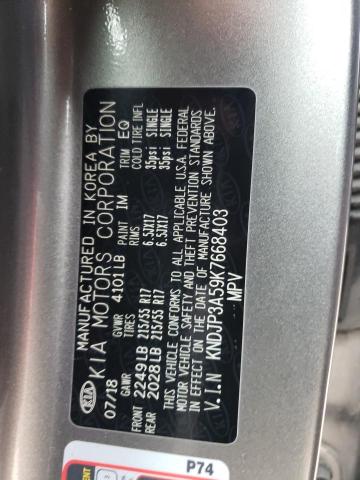 KIA
MANUFACTURED IN KOREA BY
KIA MOTORS CORPORATION
07/18 GVWR 4101LB PAINT IM TRIM EQ
GAWR TIRES RIMS COLD TIRE INFL
FRONT 2249LB 215/55 R17 6.5JX17 35psi SINGLE
REAR 2028LB 215/55 R17 6.5JX17 35psi SINGLE
THIS VEHICLE CONFORMS TO ALL APPLICABLE U.S.A. FEDERAL
MOTOR VEHICLE SAFETY AND THEFT PREVENTION STANDARDS
IN EFFECT ON THE DATE OF MANUFACTURE SHOWN ABOVE.
V.I.N KNDJP3A59K7668403
MPV
P74